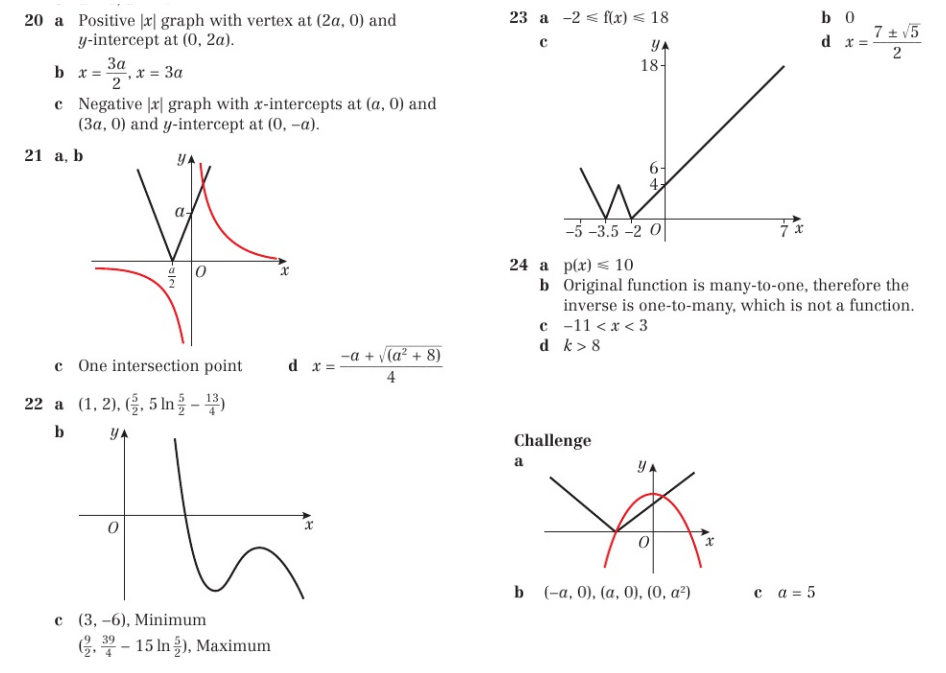 20 a Positive |x| graph with vertex at (2a, 0) and
y-intercept at (0, 2a).
b x = 3a/2, x = 3a
c Negative |x| graph with x-intercepts at (a, 0) and
(3a, 0) and y-intercept at (0, –a).
21 a, b
y
a
a/2
O
x
c One intersection point d x = (–a + √(a² + 8))/4
22 a (1, 2), (5/2, 5 ln 5/2 – 13/4)
b
y
O
x
c (3, –6), Minimum
(9/2, 39/4 – 15 ln 5/2), Maximum
23 a –2 ⩽ f(x) ⩽ 18 b 0
c
d x = (7 ± √5)/2
y
18
6
4
–5 –3.5 –2 O 7 x
24 a p(x) ⩽ 10
b Original function is many-to-one, therefore the
inverse is one-to-many, which is not a function.
c –11 < x < 3
d k > 8
Challenge
a
y
O
x
b (–a, 0), (a, 0), (0, a²) c a = 5